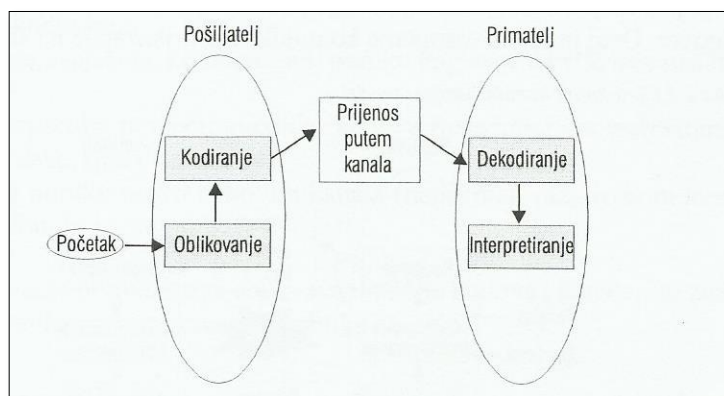 Pošiljatelj
Primatelj
Kodiranje
Prijenos
putem
kanala
Dekodiranje
Početak
Oblikovanje
Interpretiranje